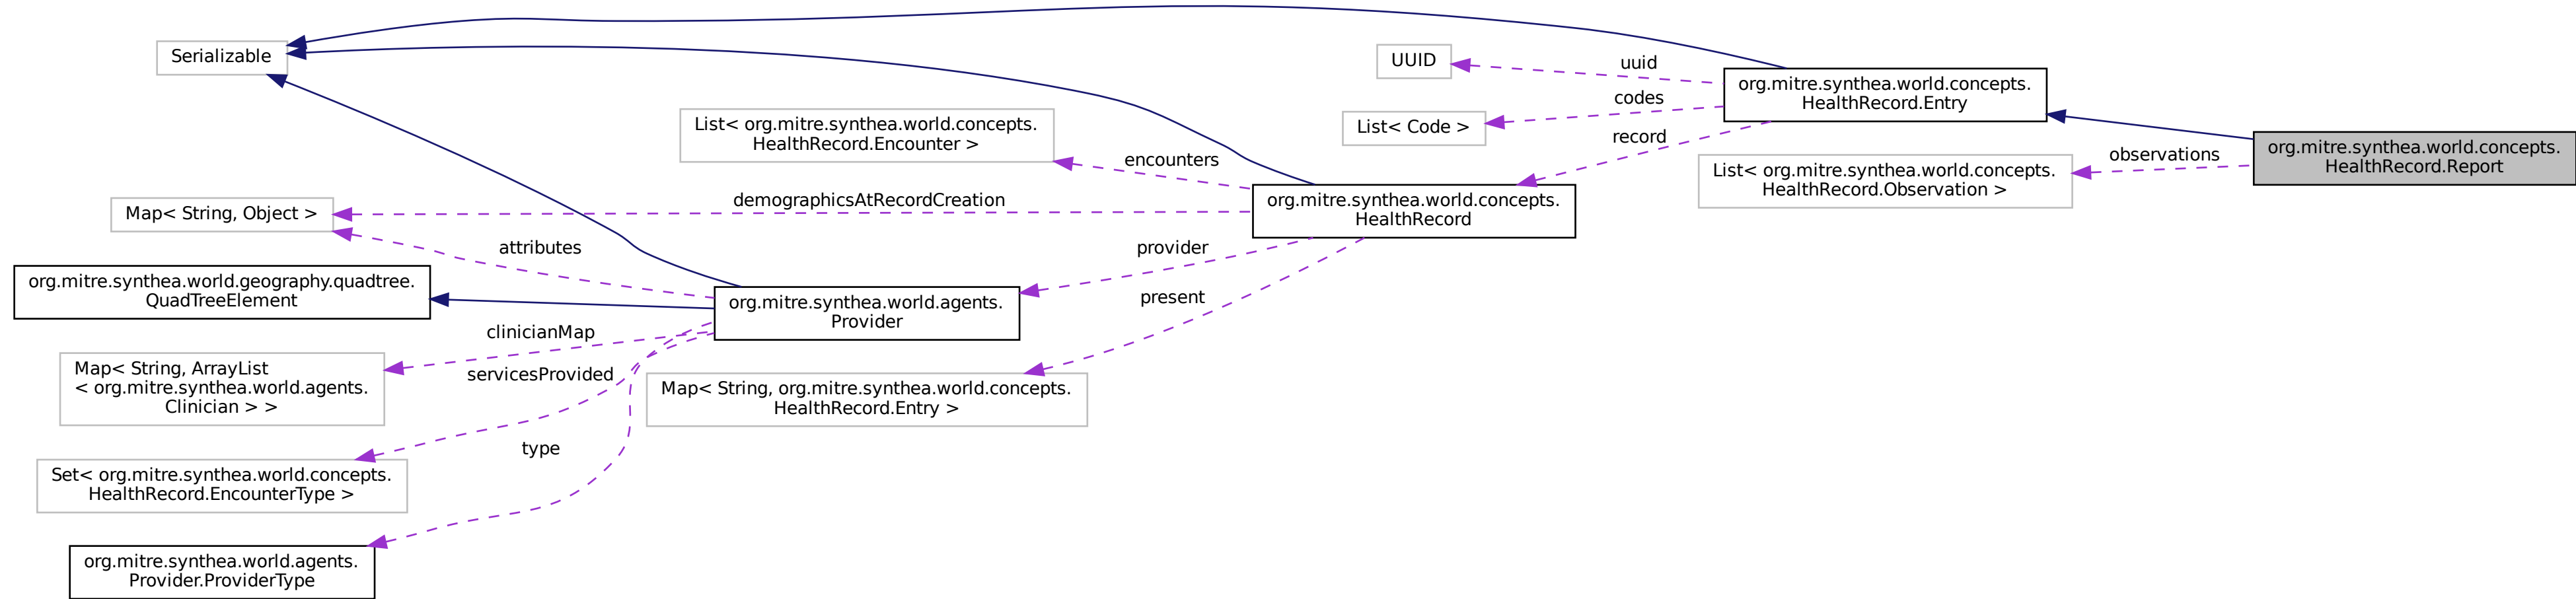 Serializable
UUID
uuid
org.mitre.synthea.world.concepts.
HealthRecord.Entry
codes
List< Code >
record
List< org.mitre.synthea.world.concepts.
HealthRecord.Encounter >
encounters
observations
org.mitre.synthea.world.concepts.
HealthRecord.Report
List< org.mitre.synthea.world.concepts.
HealthRecord.Observation >
demographicsAtRecordCreation
org.mitre.synthea.world.concepts.
HealthRecord
Map< String, Object >
attributes
provider
org.mitre.synthea.world.geography.quadtree.
QuadTreeElement
org.mitre.synthea.world.agents.
Provider
present
clinicianMap
Map< String, ArrayList
< org.mitre.synthea.world.agents.
Clinician > >
servicesProvided
Map< String, org.mitre.synthea.world.concepts.
HealthRecord.Entry >
type
Set< org.mitre.synthea.world.concepts.
HealthRecord.EncounterType >
org.mitre.synthea.world.agents.
Provider.ProviderType